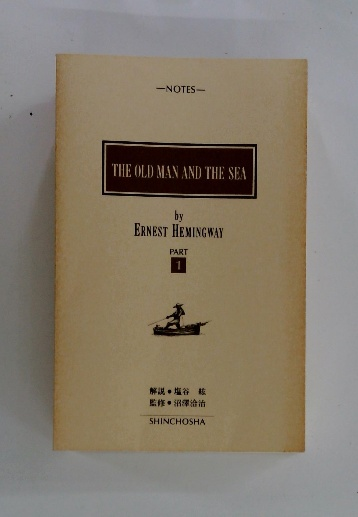 —NOTES—
THE OLD MAN AND THE SEA
by
ERNEST HEMINGWAY
PART
1
解説●塩谷 紘
監修●沼澤洽治
SHINCHOSHA